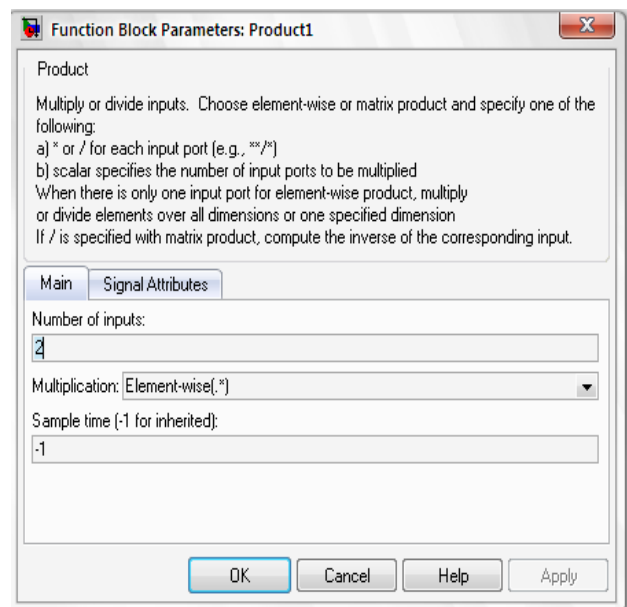 Function Block Parameters: Product1
Product
Multiply or divide inputs. Choose element-wise or matrix product and specify one of the
following:
a) * or / for each input port (e.g., **/*)
b) scalar specifies the number of input ports to be multiplied
When there is only one input port for element-wise product, multiply
or divide elements over all dimensions or one specified dimension
If / is specified with matrix product, compute the inverse of the corresponding input.
Main Signal Attributes
Number of inputs:
2
Multiplication: Element-wise(.*)
Sample time (-1 for inherited):
-1
OK Cancel Help Apply